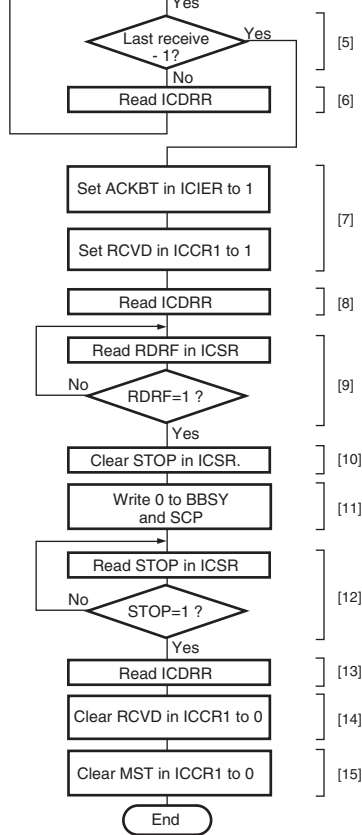 Yes
Last receive
- 1?
Yes
[5]
No
Read ICDRR
[6]
Set ACKBT in ICIER to 1
[7]
Set RCVD in ICCR1 to 1
Read ICDRR
[8]
Read RDRF in ICSR
No
RDRF=1 ?
[9]
Yes
Clear STOP in ICSR.
[10]
Write 0 to BBSY
and SCP
[11]
Read STOP in ICSR
[12]
No
STOP=1 ?
Yes
Read ICDRR
[13]
Clear RCVD in ICCR1 to 0
[14]
Clear MST in ICCR1 to 0
[15]
End